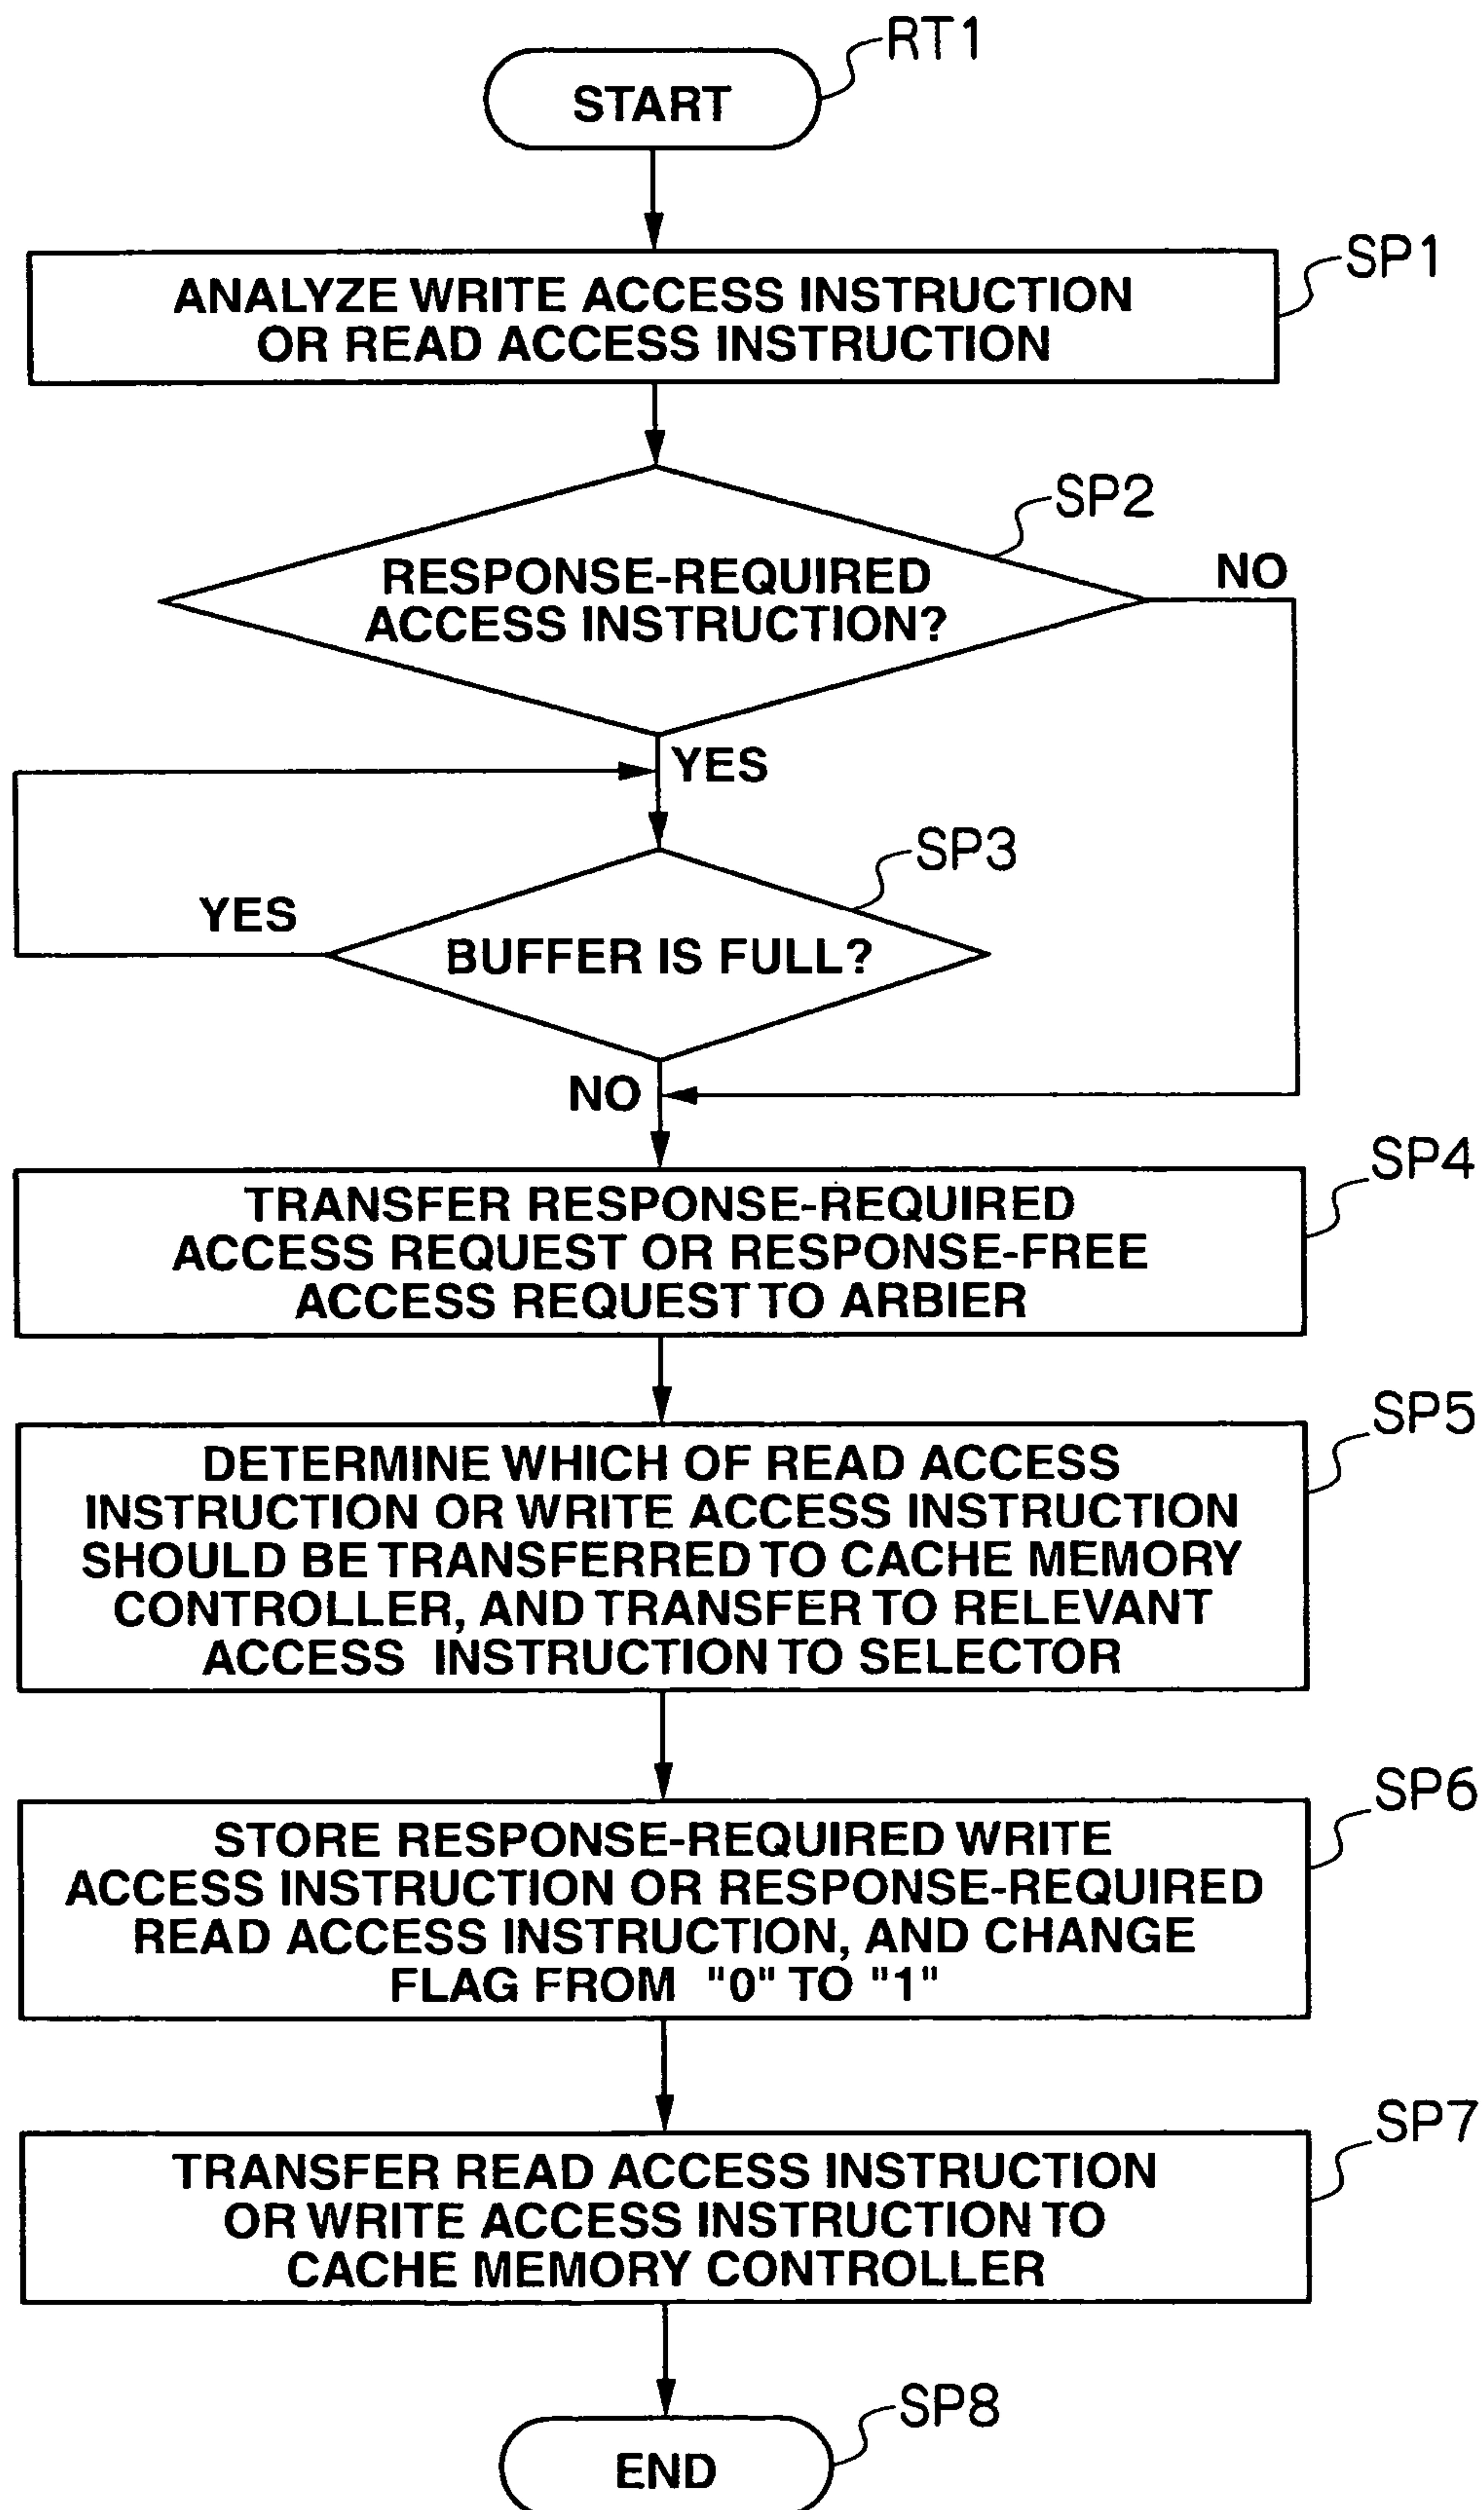 RT1
START
SP1
ANALYZE WRITE ACCESS INSTRUCTION
OR READ ACCESS INSTRUCTION
SP2
RESPONSE-REQUIRED
ACCESS INSTRUCTION?
NO
YES
SP3
YES
BUFFER IS FULL?
NO
SP4
TRANSFER RESPONSE-REQUIRED
ACCESS REQUEST OR RESPONSE-FREE
ACCESS REQUEST TO ARBIER
SP5
DETERMINE WHICH OF READ ACCESS
INSTRUCTION OR WRITE ACCESS INSTRUCTION
SHOULD BE TRANSFERRED TO CACHE MEMORY
CONTROLLER, AND TRANSFER TO RELEVANT
ACCESS INSTRUCTION TO SELECTOR
SP6
STORE RESPONSE-REQUIRED WRITE
ACCESS INSTRUCTION OR RESPONSE-REQUIRED
READ ACCESS INSTRUCTION, AND CHANGE
FLAG FROM "0" TO "1"
SP7
TRANSFER READ ACCESS INSTRUCTION
OR WRITE ACCESS INSTRUCTION TO
CACHE MEMORY CONTROLLER
SP8
END